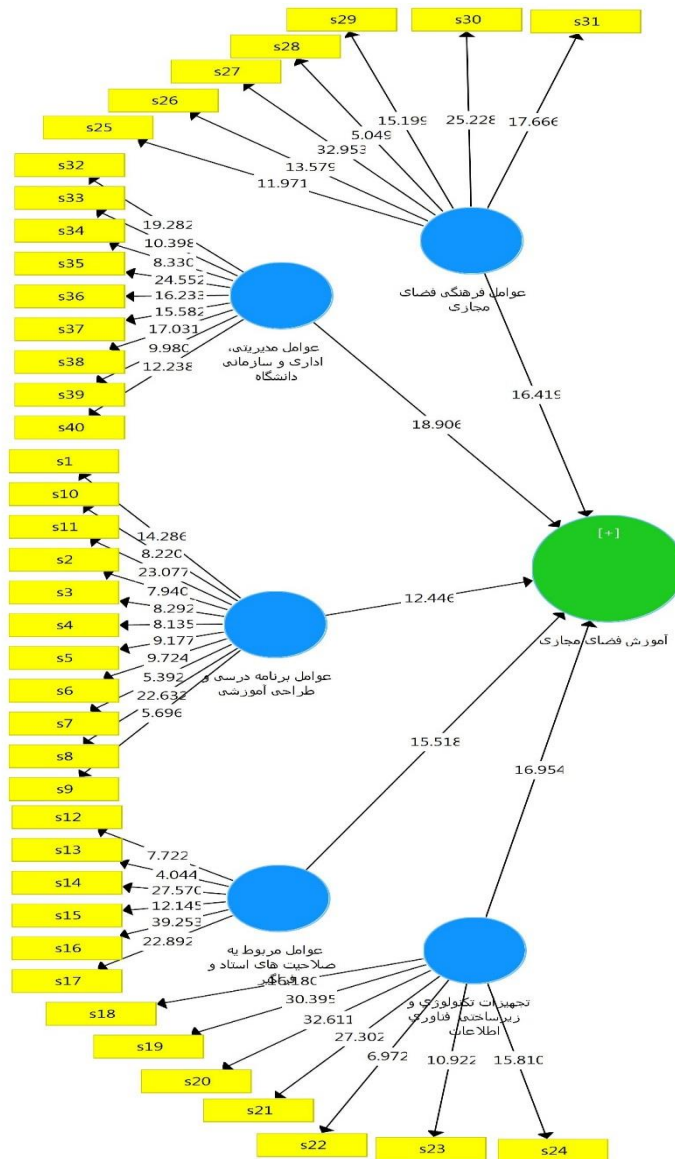 s29
s30
s31
s28
s27
s26
s25
15.199
25.228
17.666
5.049
32.953
13.579
11.971
عوامل فرهنگی فضای
مجازی
s32
s33
s34
s35
s36
s37
s38
s39
s40
19.282
10.398
8.330
24.552
16.233
15.582
17.031
9.980
12.238
عوامل مدیریتی،
اداری و سازمانی
دانشگاه
18.906
16.419
[+]
آموزش فضای مجازی
s1
s10
s11
s2
s3
s4
s5
s6
s7
s8
s9
14.286
8.220
23.077
7.940
8.292
8.135
9.177
9.724
5.392
22.632
5.696
عوامل برنامه درسی و
طراحی آموزشی
12.446
15.518
16.954
s12
s13
s14
s15
s16
s17
7.722
4.044
27.570
12.145
39.253
22.892
عوامل مربوط به
صلاحیت های استاد و
فراگیر
تجهیزات تکنولوژی و
زیرساختی فناوری
اطلاعات
16.180
30.395
32.611
27.302
6.972
10.922
15.810
s18
s19
s20
s21
s22
s23
s24